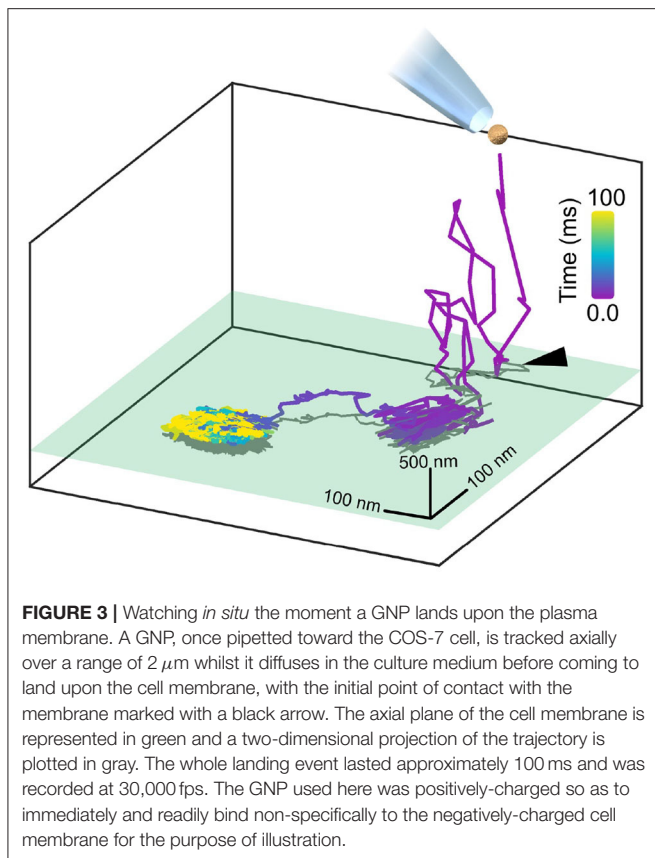 100
Time (ms)
0.0
500 nm
100 nm
100 nm
FIGURE 3 | Watching in situ the moment a GNP lands upon the plasma
membrane. A GNP, once pipetted toward the COS-7 cell, is tracked axially
over a range of 2 μm whilst it diffuses in the culture medium before coming to
land upon the cell membrane, with the initial point of contact with the
membrane marked with a black arrow. The axial plane of the cell membrane is
represented in green and a two-dimensional projection of the trajectory is
plotted in gray. The whole landing event lasted approximately 100 ms and was
recorded at 30,000 fps. The GNP used here was positively-charged so as to
immediately and readily bind non-specifically to the negatively-charged cell
membrane for the purpose of illustration.